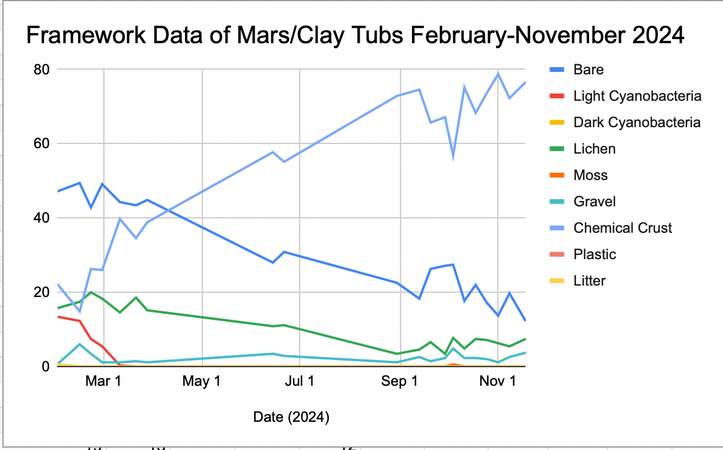 Framework Data of Mars/Clay Tubs February-November 2024
80
60
40
20
0
Mar 1
May 1
Jul 1
Sep 1
Nov 1
Date (2024)
Bare
Light Cyanobacteria
Dark Cyanobacteria
Lichen
Moss
Gravel
Chemical Crust
Plastic
Litter